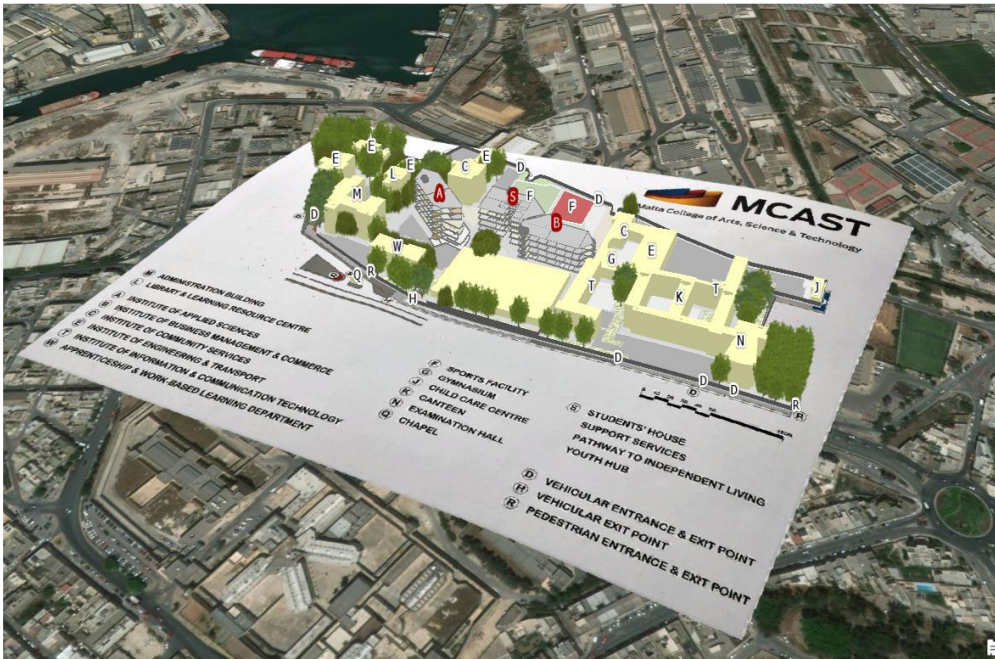 E
E
E
E
L
M
C
A
S
D
F
F
D
B
D
W
Q
R
H
C
E
G
T
K
T
J
N
D
D
D
R
MCAST
Malta College of Arts, Science & Technology
M ADMINISTRATION BUILDING
L LIBRARY & LEARNING RESOURCE CENTRE
A INSTITUTE OF APPLIED SCIENCES
B INSTITUTE OF BUSINESS MANAGEMENT & COMMERCE
C INSTITUTE OF COMMUNITY SERVICES
E INSTITUTE OF ENGINEERING & TRANSPORT
T INSTITUTE OF INFORMATION & COMMUNICATION TECHNOLOGY
W APPRENTICESHIP & WORK-BASED LEARNING DEPARTMENT
F SPORTS FACILITY
G GYMNASIUM
J CHILD CARE CENTRE
K CANTEEN
N EXAMINATION HALL
Q CHAPEL
S STUDENTS' HOUSE
SUPPORT SERVICES
PATHWAY TO INDEPENDENT LIVING
YOUTH HUB
D VEHICULAR ENTRANCE & EXIT POINT
H VEHICULAR EXIT POINT
R PEDESTRIAN ENTRANCE & EXIT POINT